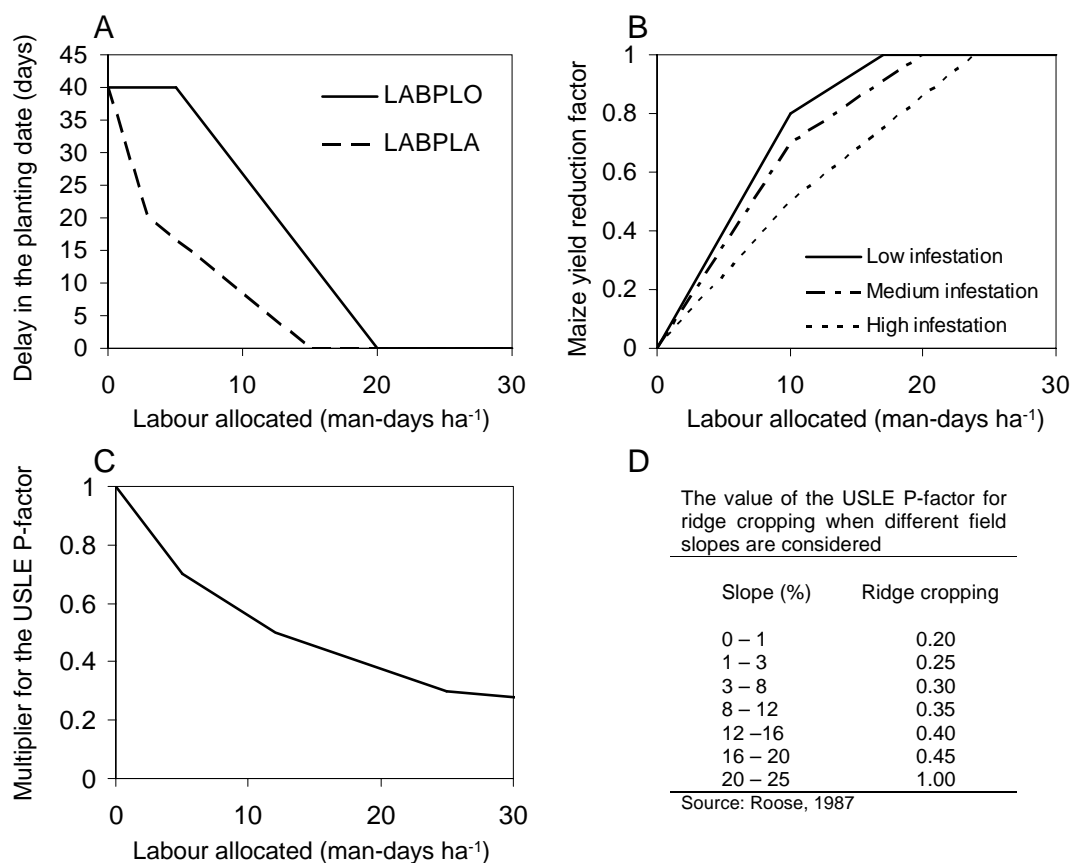 A
Delay in the planting date (days)
45
40
35
30
25
20
15
10
5
0
0 10 20 30
Labour allocated (man-days ha-1)
LABPLO
LABPLA
B
Maize yield reduction factor
1
0.8
0.6
0.4
0.2
0
0 10 20 30
Labour allocated (man-days ha-1)
Low infestation
Medium infestation
High infestation
C
Multiplier for the USLE P-factor
1
0.8
0.6
0.4
0.2
0
0 10 20 30
Labour allocated (man-days ha-1)
D
The value of the USLE P-factor for
ridge cropping when different field
slopes are considered
Slope (%) Ridge cropping
0 – 1 0.20
1 – 3 0.25
3 – 8 0.30
8 – 12 0.35
12 –16 0.40
16 – 20 0.45
20 – 25 1.00
Source: Roose, 1987